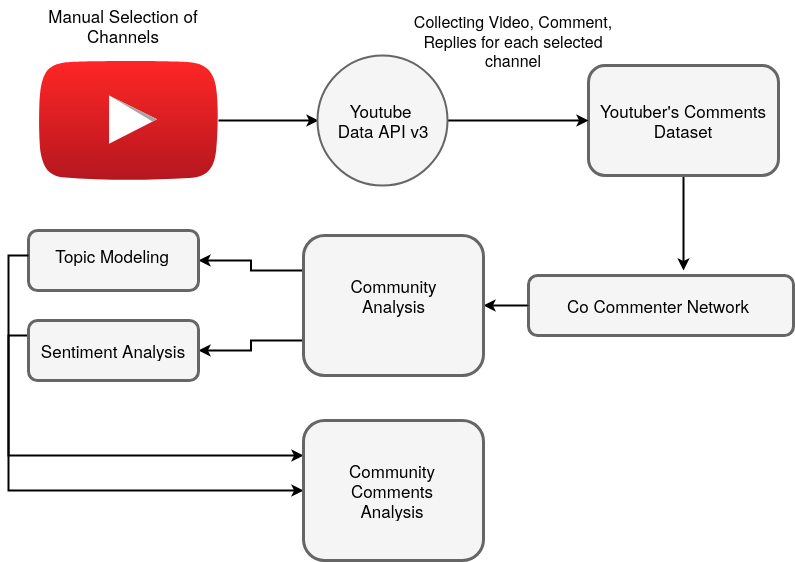 Manual Selection of
Channels
Collecting Video, Comment,
Replies for each selected
channel
Youtube
Data API v3
Youtuber's Comments
Dataset
Topic Modeling
Community
Analysis
Co Commenter Network
Sentiment Analysis
Community
Comments
Analysis